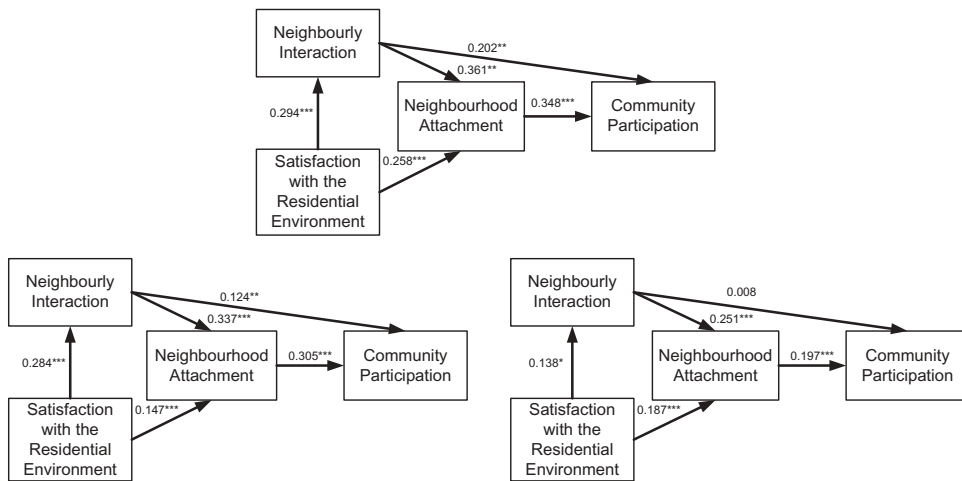 Neighbourly
Interaction
0.202**
0.361**
Neighbourhood
Attachment
0.348***
Community
Participation
0.294***
0.258***
Satisfaction
with the
Residential
Environment
Neighbourly
Interaction
0.124**
0.337***
Neighbourhood
Attachment
0.305***
Community
Participation
0.284***
0.147***
Satisfaction
with the
Residential
Environment
Neighbourly
Interaction
0.008
0.251***
Neighbourhood
Attachment
0.197***
Community
Participation
0.138*
0.187***
Satisfaction
with the
Residential
Environment